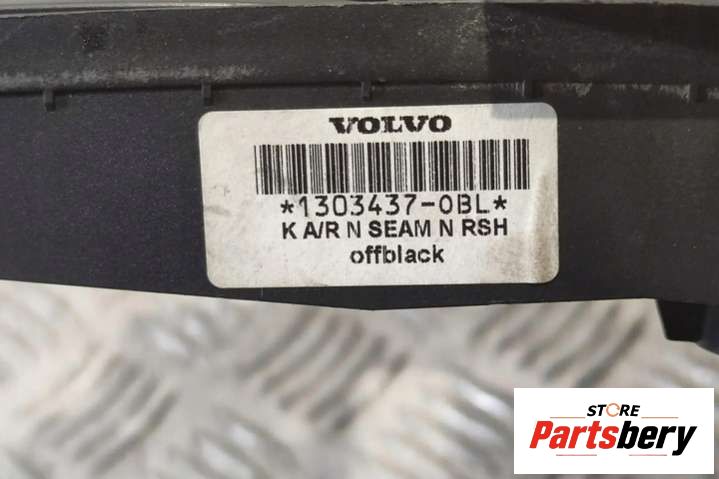 VOLVO
*1303437-0BL*
K A/R N SEAM N RSH
offblack
STORE
Partsbery